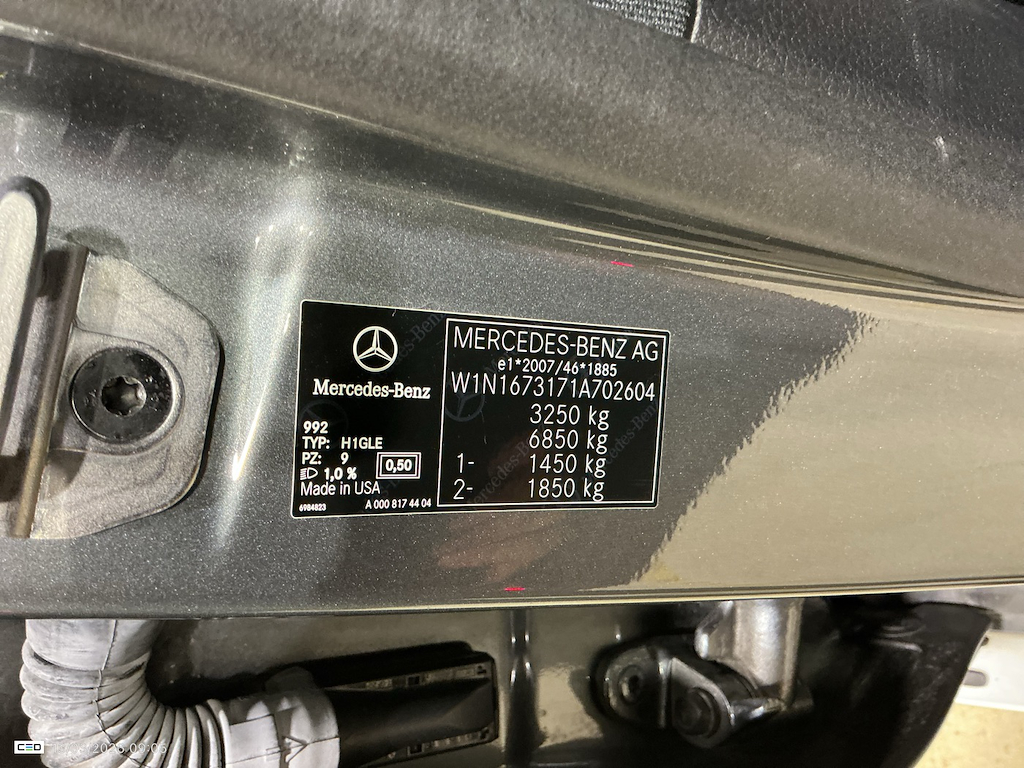 Mercedes-Benz
992
TYP: H1GLE
PZ: 9
1,0 %
0,50
Made in USA
6984823
A 000 817 44 04
MERCEDES-BENZ AG
e1*2007/46*1885
W1N1673171A702604
3250 kg
6850 kg
1- 1450 kg
2- 1850 kg